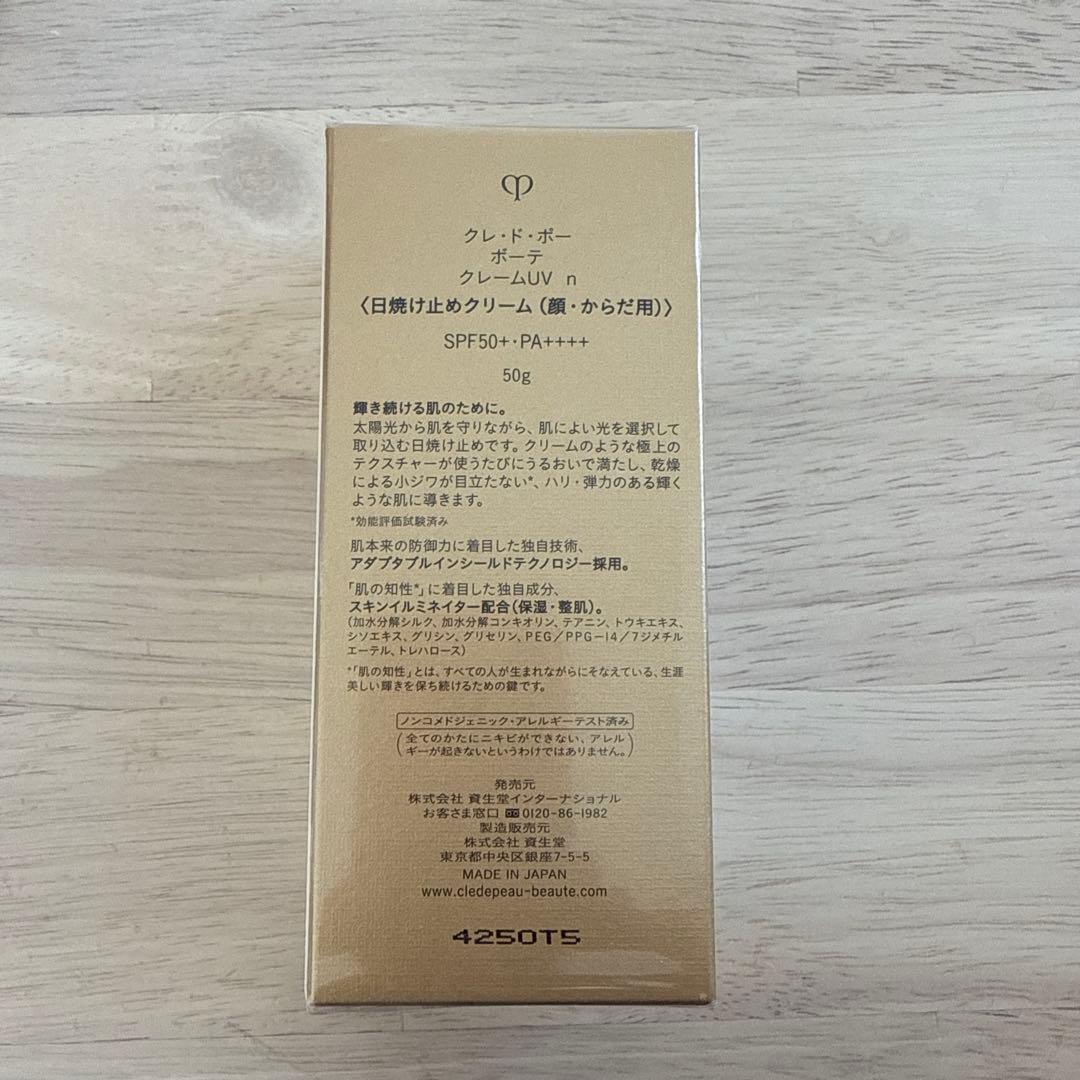 クレ・ド・ポー
ボーテ
クレームUV n
〈日焼け止めクリーム（顔・からだ用）〉
SPF50+・PA++++
50g
輝き続ける肌のために。
太陽光から肌を守りながら、肌によい光を選択して
取り込む日焼け止めです。クリームのような極上の
テクスチャーが使うたびにうるおいで満たし、乾燥
による小ジワが目立たない*、ハリ・弾力のある輝く
ような肌に導きます。
*効能評価試験済み
肌本来の防御力に着目した独自技術、
アダプタブルインシールドテクノロジー採用。
「肌の知性*」に着目した独自成分、
スキンイルミネイター配合（保湿・整肌）。
（加水分解シルク、加水分解コンキオリン、テアニン、トウキエキス、
シソエキス、グリシン、グリセリン、PEG／PPG－14／7ジメチル
エーテル、トレハロース）
*「肌の知性」とは、すべての人が生まれながらにそなえている、生涯
美しい輝きを保ち続けるための鍵です。
ノンコメドジェニック・アレルギーテスト済み
（全てのかたにニキビができない、アレル
ギーが起きないというわけではありません。）
発売元
株式会社 資生堂インターナショナル
お客さま窓口 0120-86-1982
製造販売元
株式会社 資生堂
東京都中央区銀座7-5-5
MADE IN JAPAN
www.cledepeau-beaute.com
4250T5